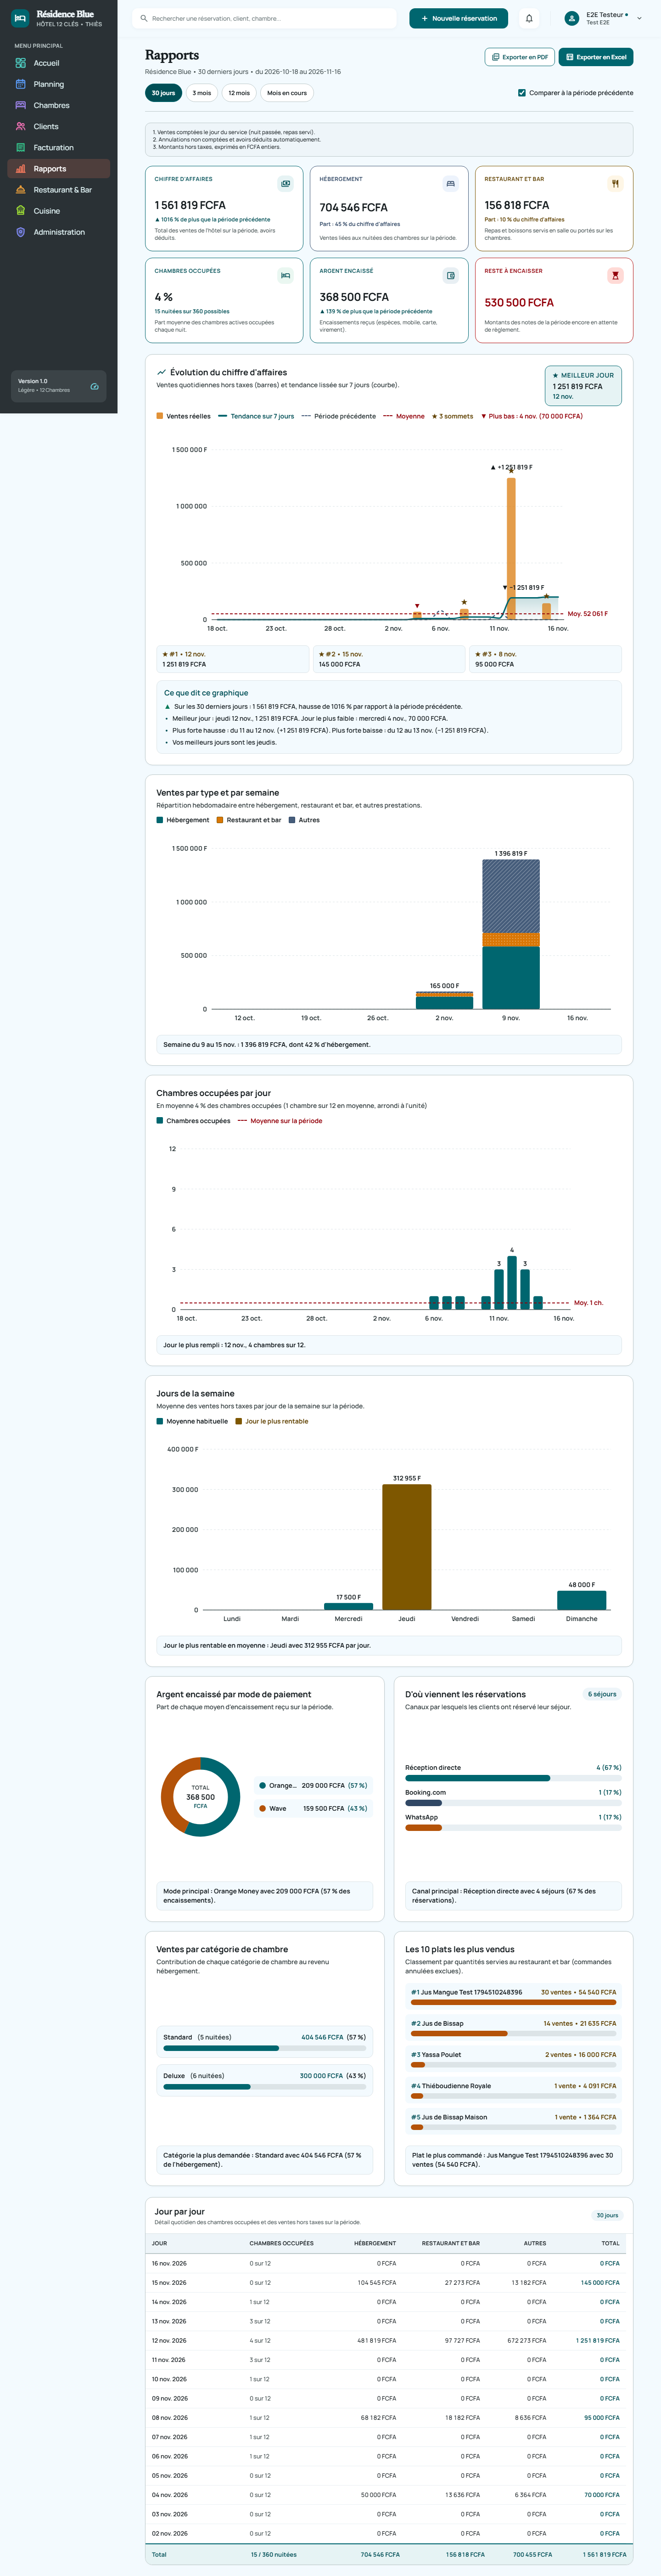 Résidence Blue
HÔTEL 12 CLÉS • THIÈS
MENU PRINCIPAL
Accueil
Planning
Chambres
Clients
Facturation
Rapports
Restaurant & Bar
Cuisine
Administration
Version 1.0
Légère • 12 Chambres
Rechercher une réservation, client, chambre...
+ Nouvelle réservation
E2E Testeur
Test E2E
Rapports
Résidence Blue • 30 derniers jours • du 2026-10-18 au 2026-11-16
Exporter en PDF
Exporter en Excel
30 jours
3 mois
12 mois
Mois en cours
Comparer à la période précédente
1. Ventes comptées le jour du service (nuit passée, repas servi).
2. Annulations non comptées et avoirs déduits automatiquement.
3. Montants hors taxes, exprimés en FCFA entiers.
CHIFFRE D'AFFAIRES
1 561 819 FCFA
▲ 1016 % de plus que la période précédente
Total des ventes de l'hôtel sur la période, avoirs
déduits.
HÉBERGEMENT
704 546 FCFA
Part : 45 % du chiffre d'affaires
Ventes liées aux nuitées des chambres sur la période.
RESTAURANT ET BAR
156 818 FCFA
Part : 10 % du chiffre d'affaires
Repas et boissons servis en salle ou portés sur les
chambres.
CHAMBRES OCCUPÉES
4 %
15 nuitées sur 360 possibles
Part moyenne des chambres actives occupées
chaque nuit.
ARGENT ENCAISSÉ
368 500 FCFA
▲ 139 % de plus que la période précédente
Encaissements reçus (espèces, mobile, carte,
virement).
RESTE À ENCAISSER
530 500 FCFA
Montants des notes de la période encore en attente
de règlement.
Évolution du chiffre d'affaires
Ventes quotidiennes hors taxes (barres) et tendance lissée sur 7 jours (courbe).
★ MEILLEUR JOUR
1 251 819 FCFA
12 nov.
Ventes réelles
Tendance sur 7 jours
Période précédente
Moyenne
★ 3 sommets
▼ Plus bas : 4 nov. (70 000 FCFA)
1 500 000 F
▲ +1 251 819 F
1 000 000
500 000
▼ −1 251 819 F
Moy. 52 061 F
0
18 oct.
23 oct.
28 oct.
2 nov.
6 nov.
11 nov.
16 nov.
★ #1 • 12 nov.
1 251 819 FCFA
★ #2 • 15 nov.
145 000 FCFA
★ #3 • 8 nov.
95 000 FCFA
Ce que dit ce graphique
▲ Sur les 30 derniers jours : 1 561 819 FCFA, hausse de 1016 % par rapport à la période précédente.
• Meilleur jour : jeudi 12 nov., 1 251 819 FCFA. Jour le plus faible : mercredi 4 nov., 70 000 FCFA.
• Plus forte hausse : du 11 au 12 nov. (+1 251 819 FCFA). Plus forte baisse : du 12 au 13 nov. (−1 251 819 FCFA).
• Vos meilleurs jours sont les jeudis.
Ventes par type et par semaine
Répartition hebdomadaire entre hébergement, restaurant et bar, et autres prestations.
Hébergement
Restaurant et bar
Autres
1 500 000 F
1 396 819 F
1 000 000
500 000
165 000 F
0
12 oct.
19 oct.
26 oct.
2 nov.
9 nov.
16 nov.
Semaine du 9 au 15 nov. : 1 396 819 FCFA, dont 42 % d'hébergement.
Chambres occupées par jour
En moyenne 4 % des chambres occupées (1 chambre sur 12 en moyenne, arrondi à l'unité)
Chambres occupées
Moyenne sur la période
12
9
6
4
3
3
3
Moy. 1 ch.
0
18 oct.
23 oct.
28 oct.
2 nov.
6 nov.
11 nov.
16 nov.
Jour le plus rempli : 12 nov., 4 chambres sur 12.
Jours de la semaine
Moyenne des ventes hors taxes par jour de la semaine sur la période.
Moyenne habituelle
Jour le plus rentable
400 000 F
312 955 F
300 000
200 000
100 000
17 500 F
48 000 F
0
Lundi
Mardi
Mercredi
Jeudi
Vendredi
Samedi
Dimanche
Jour le plus rentable en moyenne : Jeudi avec 312 955 FCFA par jour.
Argent encaissé par mode de paiement
Part de chaque moyen d'encaissement reçu sur la période.
TOTAL
368 500
FCFA
Orange... 209 000 FCFA (57 %)
Wave 159 500 FCFA (43 %)
Mode principal : Orange Money avec 209 000 FCFA (57 % des
encaissements).
D'où viennent les réservations
6 séjours
Canaux par lesquels les clients ont réservé leur séjour.
Réception directe 4 (67 %)
Booking.com 1 (17 %)
WhatsApp 1 (17 %)
Canal principal : Réception directe avec 4 séjours (67 % des
réservations).
Ventes par catégorie de chambre
Contribution de chaque catégorie de chambre au revenu
hébergement.
Standard (5 nuitées) 404 546 FCFA (57 %)
Deluxe (6 nuitées) 300 000 FCFA (43 %)
Catégorie la plus demandée : Standard avec 404 546 FCFA (57 %
de l'hébergement).
Les 10 plats les plus vendus
Classement par quantités servies au restaurant et bar (commandes
annulées exclues).
#1 Jus Mangue Test 1794510248396 30 ventes • 54 540 FCFA
#2 Jus de Bissap 14 ventes • 21 635 FCFA
#3 Yassa Poulet 2 ventes • 16 000 FCFA
#4 Thiéboudienne Royale 1 vente • 4 091 FCFA
#5 Jus de Bissap Maison 1 vente • 1 364 FCFA
Plat le plus commandé : Jus Mangue Test 1794510248396 avec 30
ventes (54 540 FCFA).
Jour par jour
Détail quotidien des chambres occupées et des ventes hors taxes sur la période.
30 jours
JOUR CHAMBRES OCCUPÉES HÉBERGEMENT RESTAURANT ET BAR AUTRES TOTAL
16 nov. 2026 0 sur 12 0 FCFA 0 FCFA 0 FCFA 0 FCFA
15 nov. 2026 0 sur 12 104 545 FCFA 27 273 FCFA 13 182 FCFA 145 000 FCFA
14 nov. 2026 1 sur 12 0 FCFA 0 FCFA 0 FCFA 0 FCFA
13 nov. 2026 3 sur 12 0 FCFA 0 FCFA 0 FCFA 0 FCFA
12 nov. 2026 4 sur 12 481 819 FCFA 97 727 FCFA 672 273 FCFA 1 251 819 FCFA
11 nov. 2026 3 sur 12 0 FCFA 0 FCFA 0 FCFA 0 FCFA
10 nov. 2026 1 sur 12 0 FCFA 0 FCFA 0 FCFA 0 FCFA
09 nov. 2026 0 sur 12 0 FCFA 0 FCFA 0 FCFA 0 FCFA
08 nov. 2026 1 sur 12 68 182 FCFA 18 182 FCFA 8 636 FCFA 95 000 FCFA
07 nov. 2026 1 sur 12 0 FCFA 0 FCFA 0 FCFA 0 FCFA
06 nov. 2026 1 sur 12 0 FCFA 0 FCFA 0 FCFA 0 FCFA
05 nov. 2026 0 sur 12 0 FCFA 0 FCFA 0 FCFA 0 FCFA
04 nov. 2026 0 sur 12 50 000 FCFA 13 636 FCFA 6 364 FCFA 70 000 FCFA
03 nov. 2026 0 sur 12 0 FCFA 0 FCFA 0 FCFA 0 FCFA
02 nov. 2026 0 sur 12 0 FCFA 0 FCFA 0 FCFA 0 FCFA
Total 15 / 360 nuitées 704 546 FCFA 156 818 FCFA 700 455 FCFA 1 561 819 FCFA